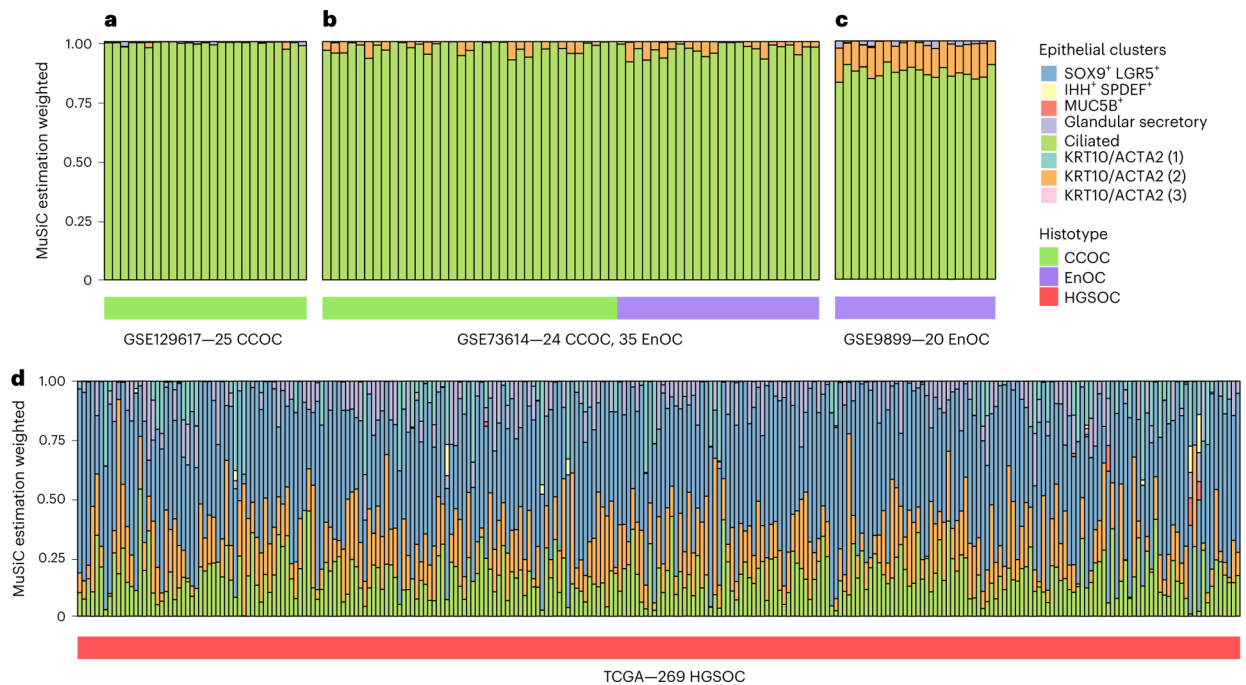 a
b
c
MuSiC estimation weighted
1.00
0.75
0.50
0.25
0
GSE129617—25 CCOC
GSE73614—24 CCOC, 35 EnOC
GSE9899—20 EnOC
Epithelial clusters
SOX9+ LGR5+
IHH+ SPDEF+
MUC5B+
Glandular secretory
Ciliated
KRT10/ACTA2 (1)
KRT10/ACTA2 (2)
KRT10/ACTA2 (3)
Histotype
CCOC
EnOC
HGSOC
d
MuSiC estimation weighted
1.00
0.75
0.50
0.25
0
TCGA—269 HGSOC